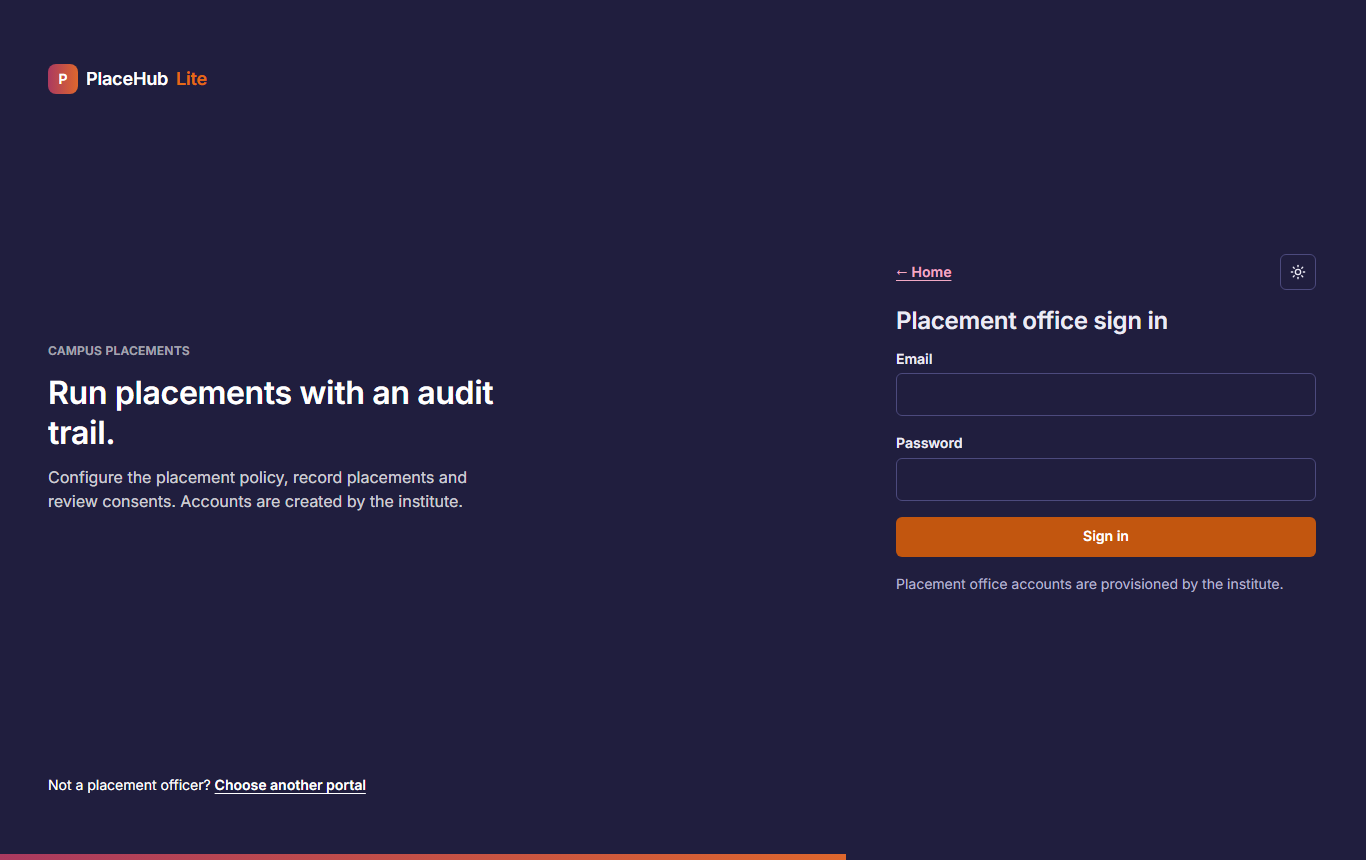 P PlaceHub Lite
CAMPUS PLACEMENTS
Run placements with an audit
trail.
Configure the placement policy, record placements and
review consents. Accounts are created by the institute.
Not a placement officer? Choose another portal
← Home
Placement office sign in
Email
Password
Sign in
Placement office accounts are provisioned by the institute.